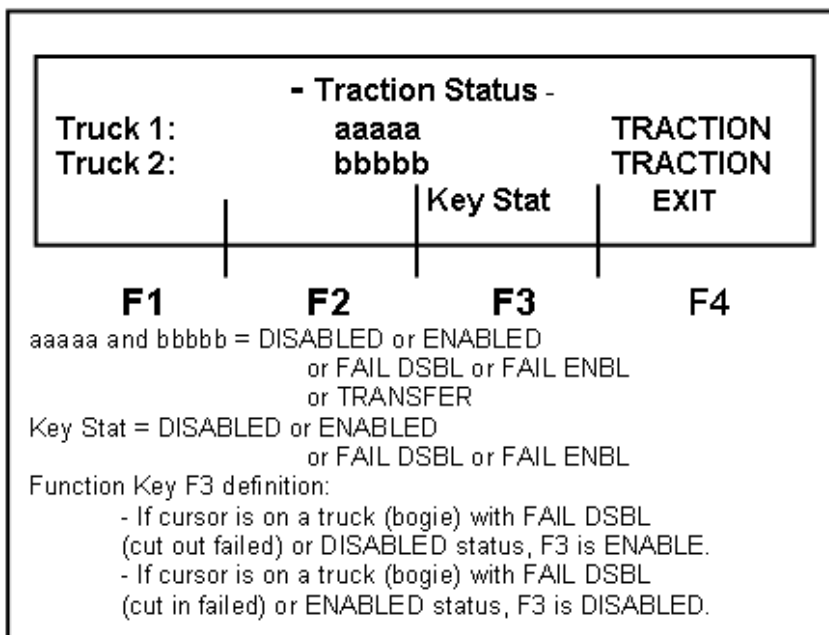 - Traction Status -
Truck 1: aaaaa TRACTION
Truck 2: bbbbb TRACTION
Key Stat EXIT
F1 F2 F3 F4
aaaaa and bbbbb = DISABLED or ENABLED
or FAIL DSBL or FAIL ENBL
or TRANSFER
Key Stat = DISABLED or ENABLED
or FAIL DSBL or FAIL ENBL
Function Key F3 definition:
- If cursor is on a truck (bogie) with FAIL DSBL
(cut out failed) or DISABLED status, F3 is ENABLE.
- If cursor is on a truck (bogie) with FAIL DSBL
(cut in failed) or ENABLED status, F3 is DISABLED.